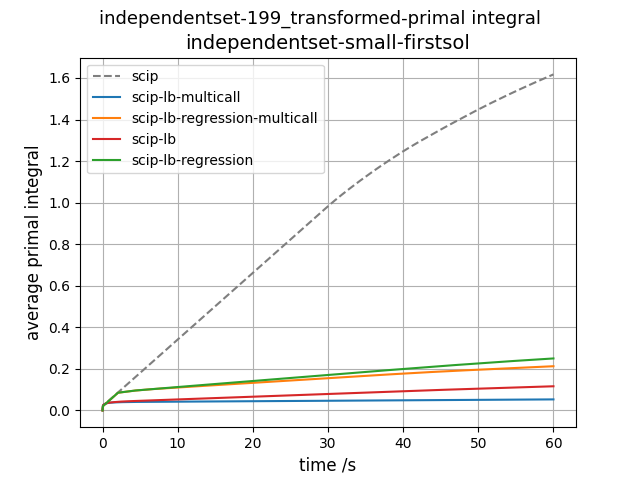 independentset-199_transformed-primal integral
independentset-small-firstsol
scip
scip-lb-multicall
scip-lb-regression-multicall
scip-lb
scip-lb-regression
average primal integral
1.6
1.4
1.2
1.0
0.8
0.6
0.4
0.2
0.0
0 10 20 30 40 50 60
time /s